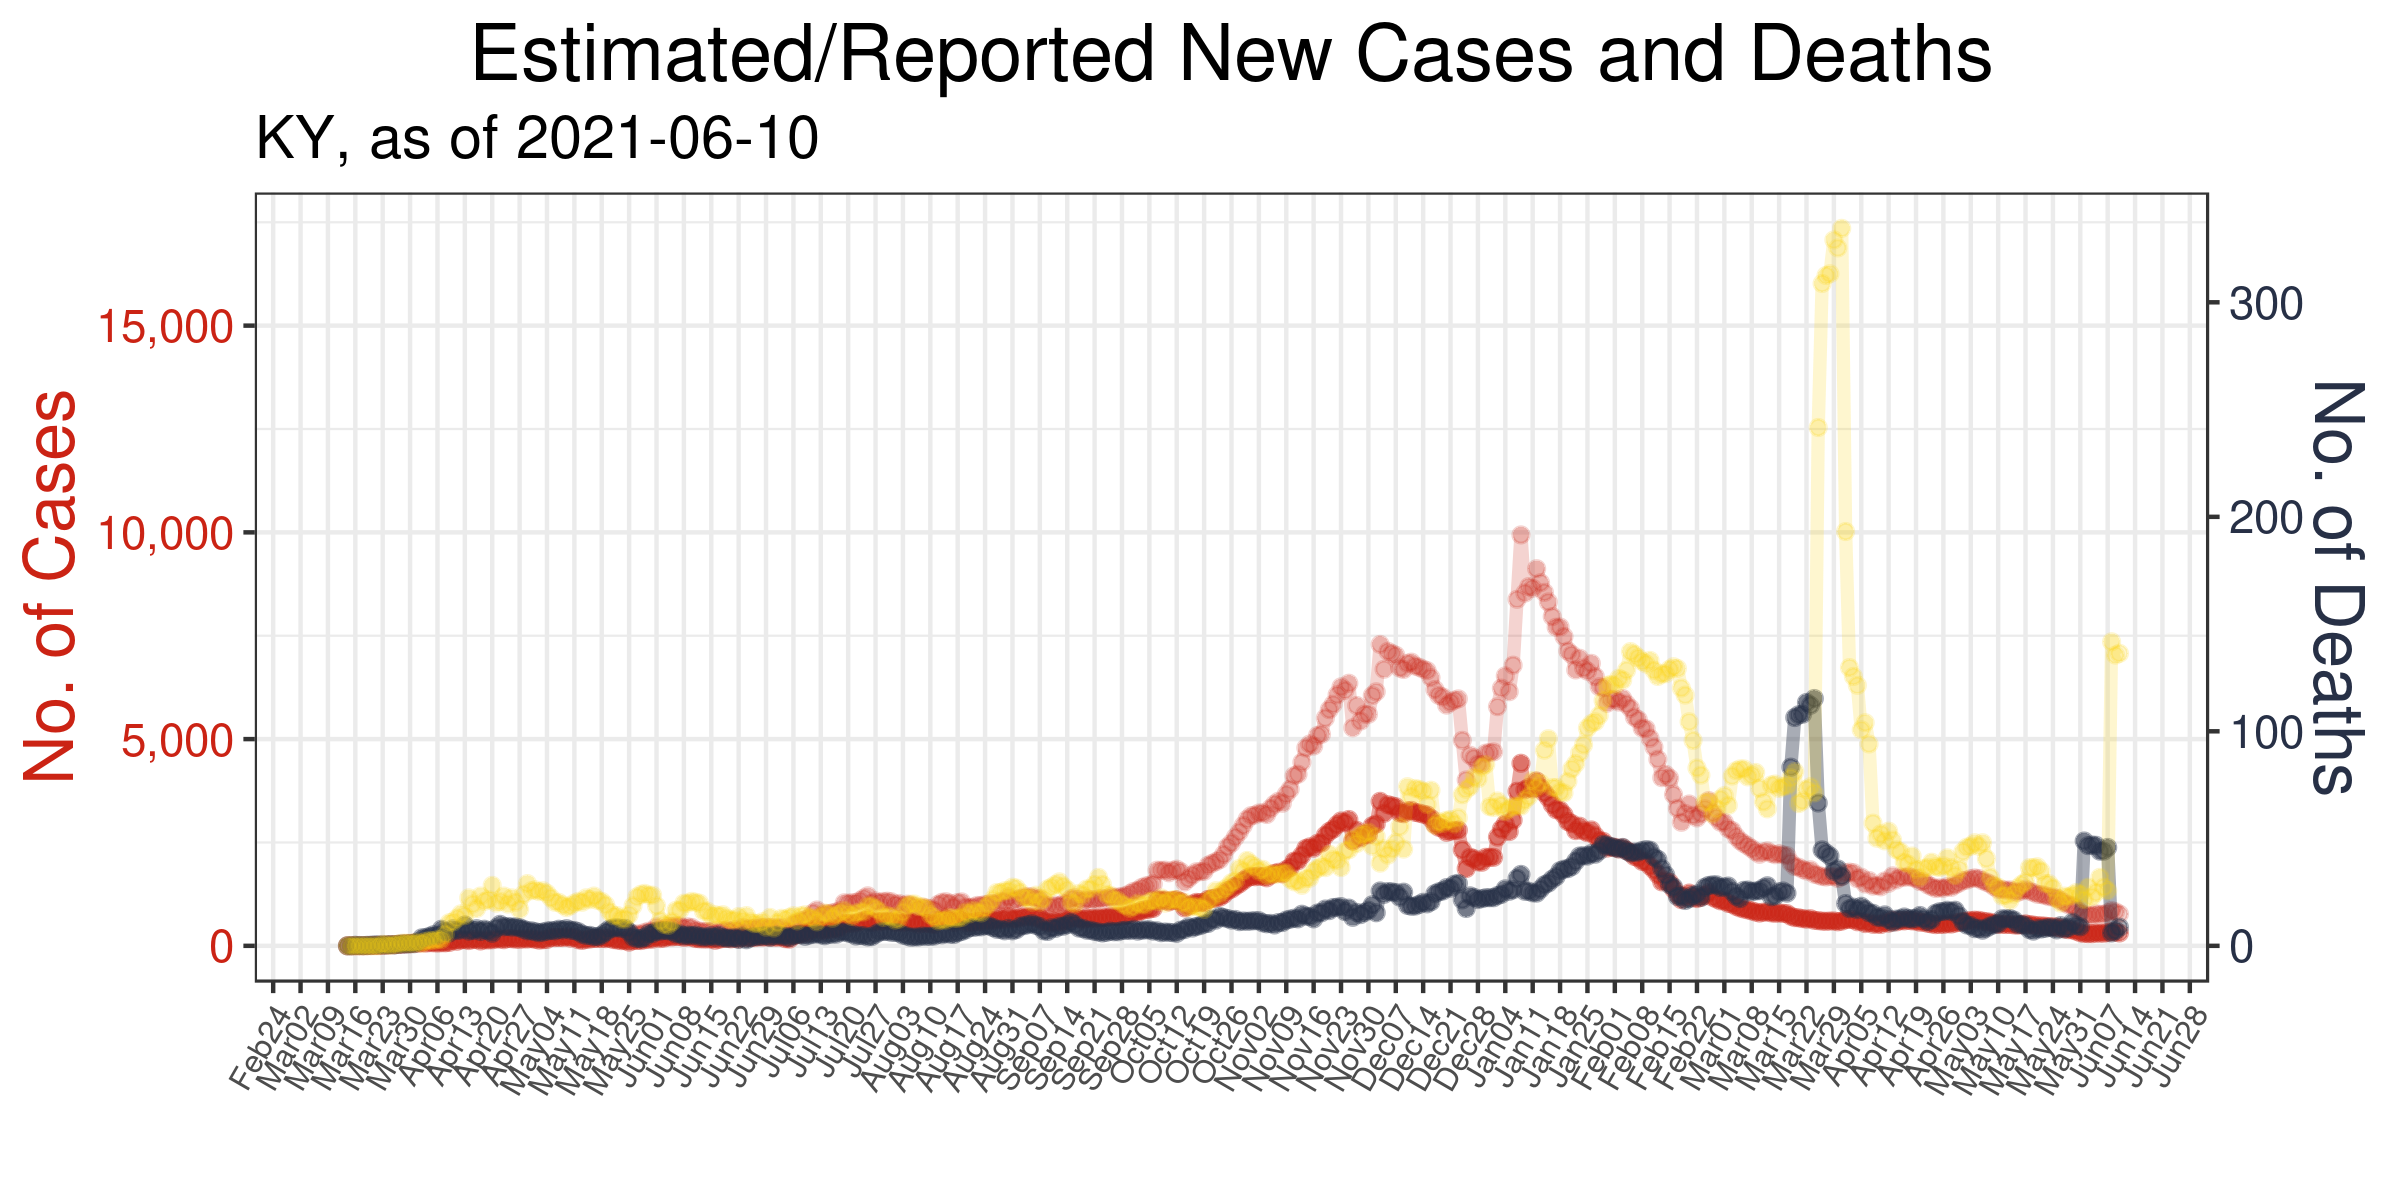 Estimated/Reported New Cases and Deaths
KY, as of 2021-06-10
No. of Cases
15,000
10,000
5,000
0
300
200
100
0
No. of Deaths
Feb24
Mar02
Mar09
Mar16
Mar23
Mar30
Apr06
Apr13
Apr20
Apr27
May04
May11
May18
May25
Jun01
Jun08
Jun15
Jun22
Jun29
Jul06
Jul13
Jul20
Jul27
Aug03
Aug10
Aug17
Aug24
Aug31
Sep07
Sep14
Sep21
Sep28
Oct05
Oct12
Oct19
Oct26
Nov02
Nov09
Nov16
Nov23
Nov30
Dec07
Dec14
Dec21
Dec28
Jan04
Jan11
Jan18
Jan25
Feb01
Feb08
Feb15
Feb22
Mar01
Mar08
Mar15
Mar22
Mar29
Apr05
Apr12
Apr19
Apr26
May03
May10
May17
May24
May31
Jun07
Jun14
Jun21
Jun28